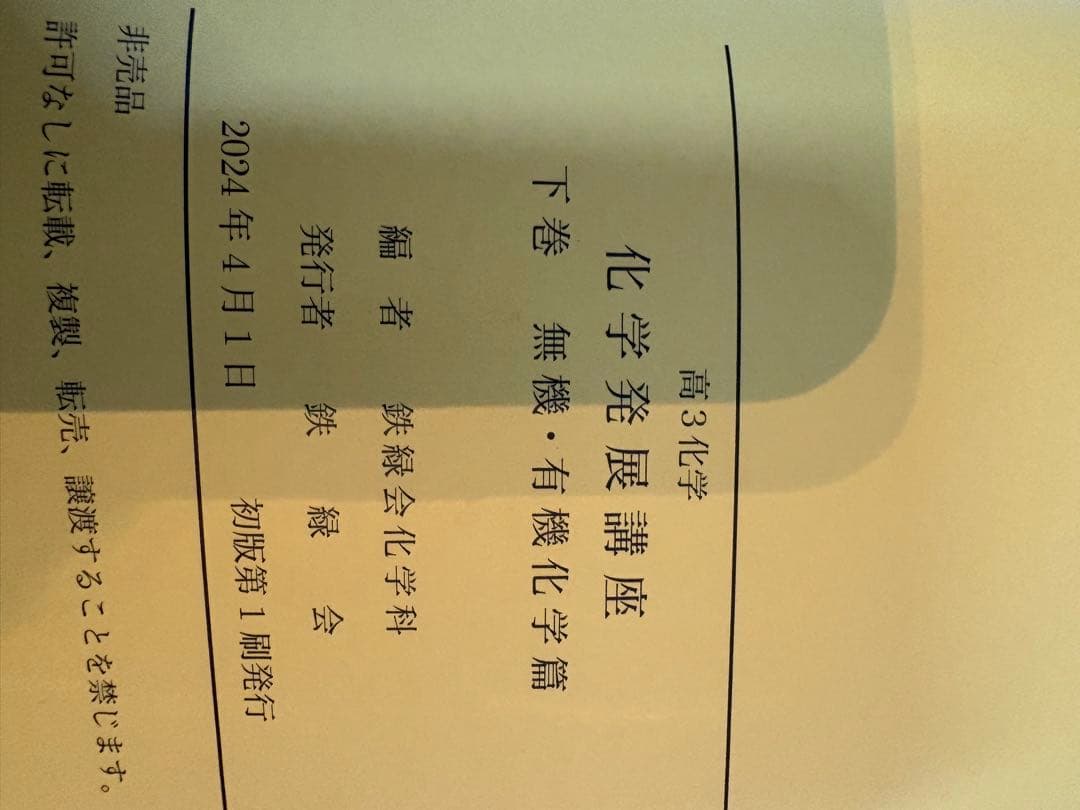 高3化学
化学発展講座
下巻 無機・有機化学篇
編 者 鉄緑会化学科
発行者 鉄 緑 会
2024年4月1日 初版第1刷発行
非売品
許可なしに転載、複製、転売、譲渡することを禁じます。